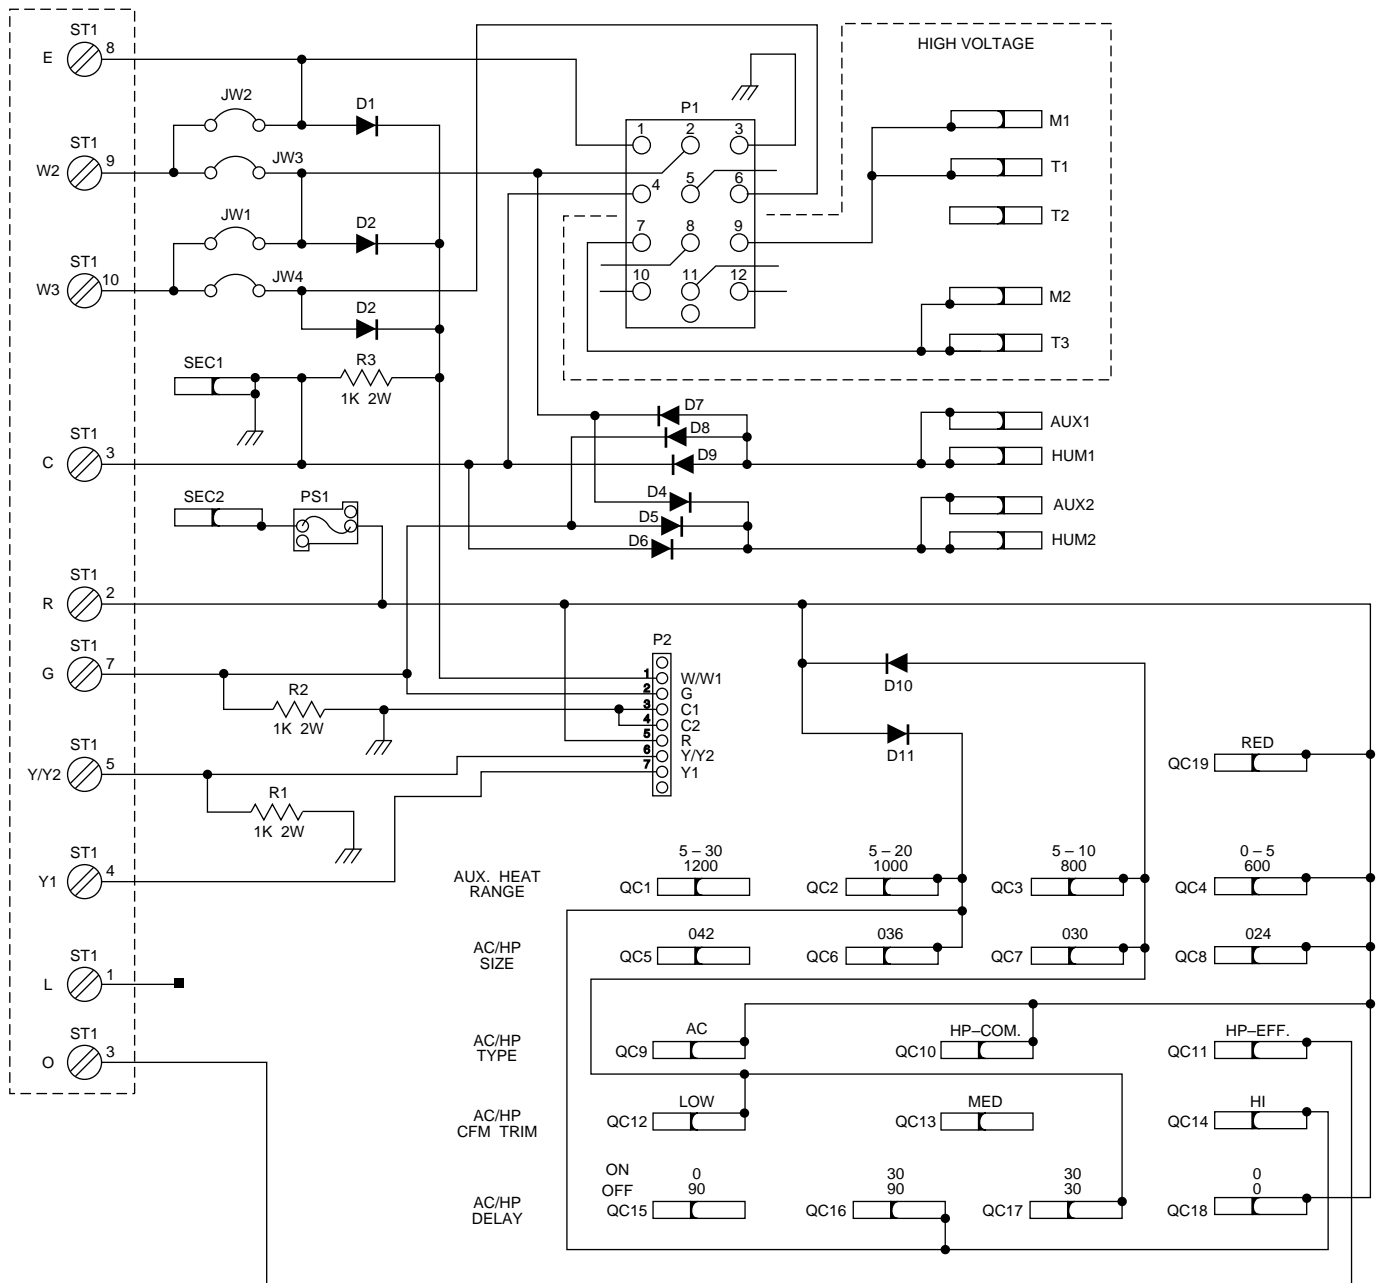 ST1
E
8
JW2
D1
ST1
W2
9
JW3
JW1
D2
ST1
W3
10
JW4
D2
SEC1
R3
1K 2W
ST1
C
3
SEC2
PS1
ST1
R
2
ST1
G
7
R2
1K 2W
ST1
Y/Y2
5
R1
1K 2W
ST1
Y1
4
ST1
L
1
ST1
O
3
P1
1 2 3
4 5 6
7 8 9
10 11 12
HIGH VOLTAGE
M1
T1
T2
M2
T3
D7
D8
D9
D4
D5
D6
AUX1
HUM1
AUX2
HUM2
P2
1 W/W1
2 G
3 C1
4 C2
5 R
6 Y/Y2
7 Y1
D10
D11
RED
QC19
AUX. HEAT
RANGE
5 – 30
1200
QC1
5 – 20
1000
QC2
5 – 10
800
QC3
0 – 5
600
QC4
AC/HP
SIZE
042
QC5
036
QC6
030
QC7
024
QC8
AC/HP
TYPE
AC
QC9
HP–COM.
QC10
HP–EFF.
QC11
AC/HP
CFM TRIM
LOW
QC12
MED
QC13
HI
QC14
AC/HP
DELAY
ON
OFF
0
90
QC15
30
90
QC16
30
30
QC17
0
0
QC18